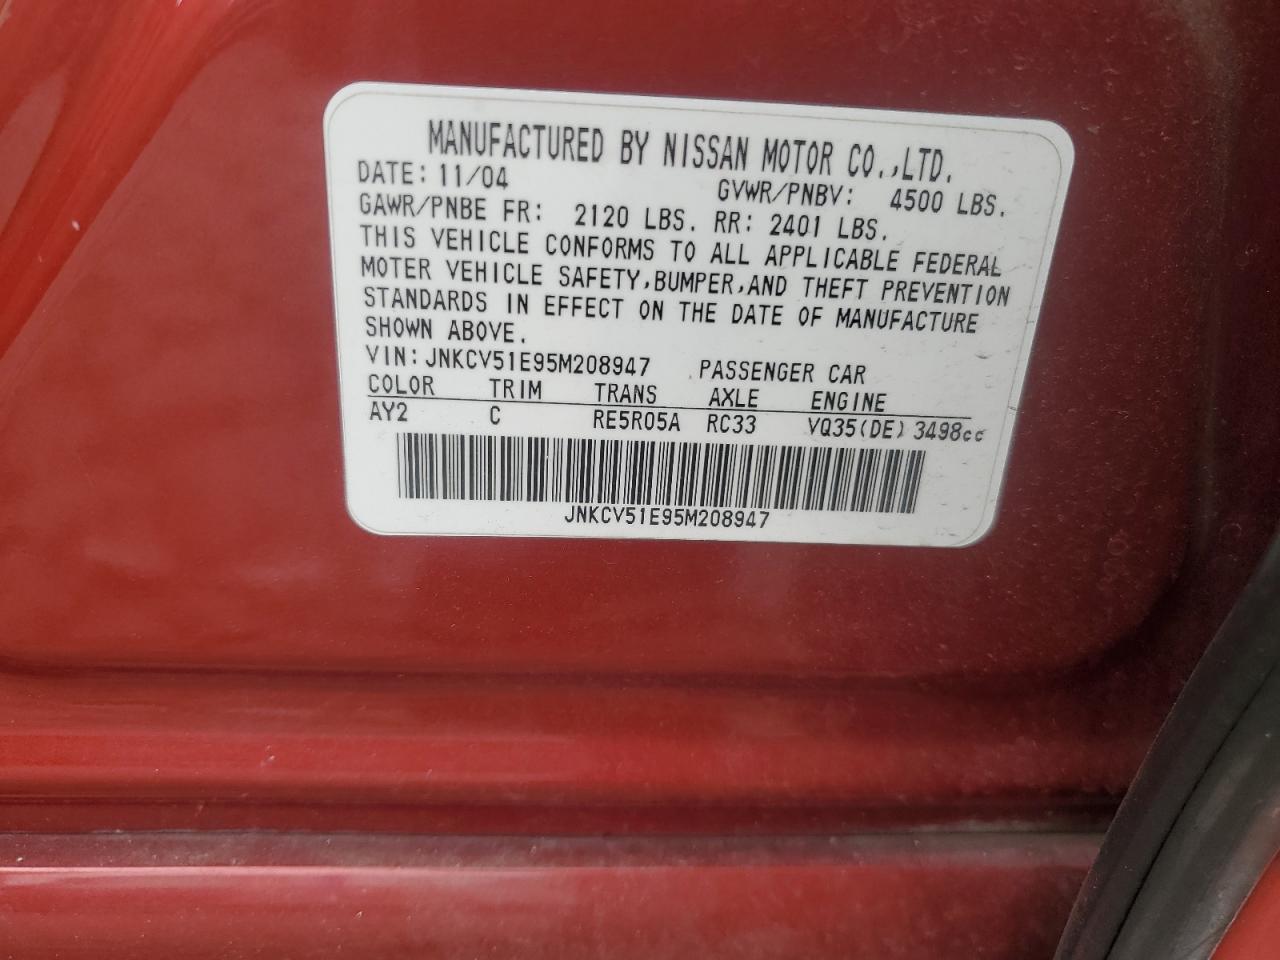 MANUFACTURED BY NISSAN MOTOR CO.,LTD.
DATE: 11/04 GVWR/PNBV: 4500 LBS.
GAWR/PNBE FR: 2120 LBS. RR: 2401 LBS.
THIS VEHICLE CONFORMS TO ALL APPLICABLE FEDERAL
MOTER VEHICLE SAFETY,BUMPER,AND THEFT PREVENTION
STANDARDS IN EFFECT ON THE DATE OF MANUFACTURE
SHOWN ABOVE.
VIN: JNKCV51E95M208947 PASSENGER CAR
COLOR TRIM TRANS AXLE ENGINE
AY2 C RE5R05A RC33 VQ35(DE) 3498cc
JNKCV51E95M208947